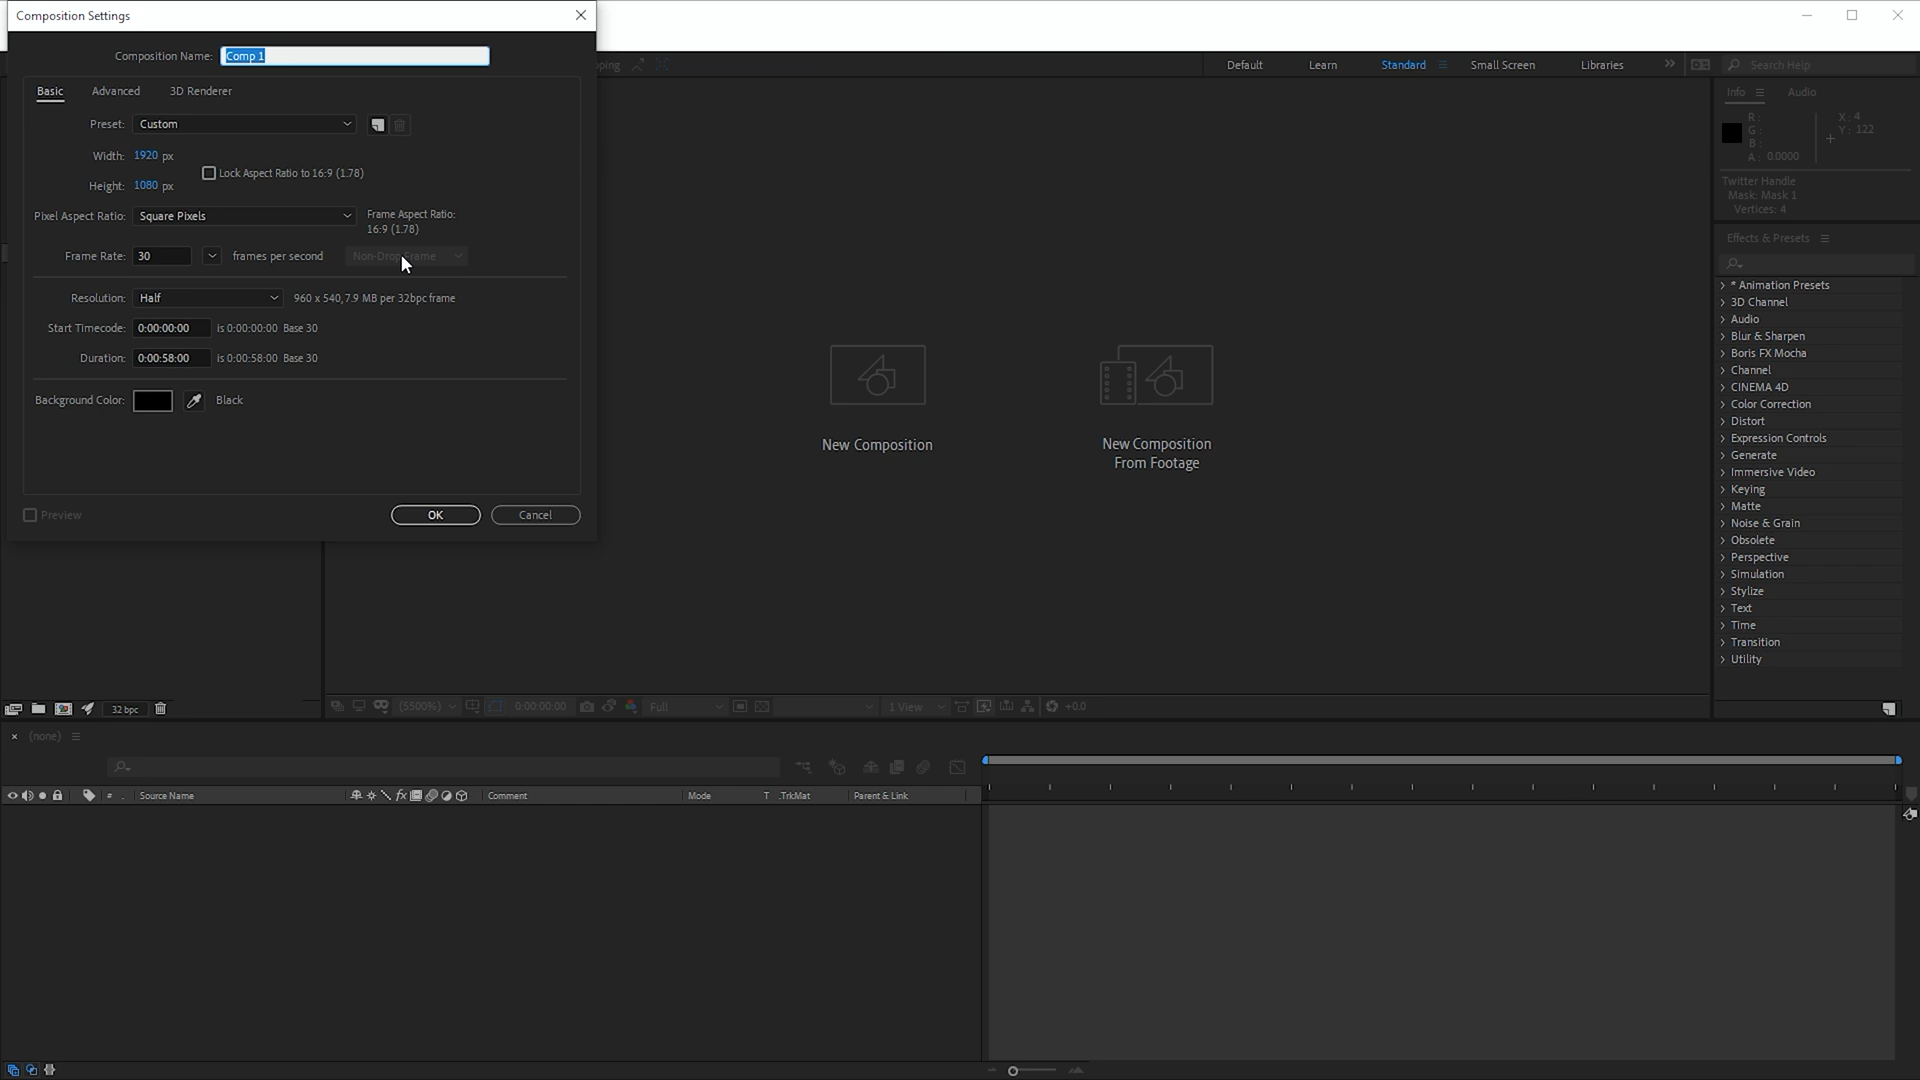 Composition Settings
Composition Name: Comp 1
Basic Advanced 3D Renderer
Preset: Custom
Width: 1920 px
Lock Aspect Ratio to 16:9 (1.78)
Height: 1080 px
Pixel Aspect Ratio: Square Pixels
Frame Aspect Ratio:
16:9 (1.78)
Frame Rate: 30 frames per second
Resolution: Half 960 x 540, 7.9 MB per 32bpc frame
Start Timecode: 0:00:00:00 is 0:00:00:00 Base 30
Duration: 0:00:58:00 is 0:00:58:00 Base 30
Background Color: Black
Preview
OK Cancel
Default Learn Standard Small Screen Libraries Search Help
New Composition
New Composition
From Footage
Info Audio
R:
G:
B:
A: 0.0000
X: 4
Y: 122
Twitter Handle
Mask: Mask 1
Vertices: 4
Effects & Presets
* Animation Presets
3D Channel
Audio
Blur & Sharpen
Boris FX Mocha
Channel
CINEMA 4D
Color Correction
Distort
Expression Controls
Generate
Immersive Video
Keying
Matte
Noise & Grain
Obsolete
Perspective
Simulation
Stylize
Text
Time
Transition
Utility
32 bpc
(5500%) 0:00:00:00 Full 1 View +0.0
(none)
# Source Name fx Comment Mode T .TrkMat Parent & Link